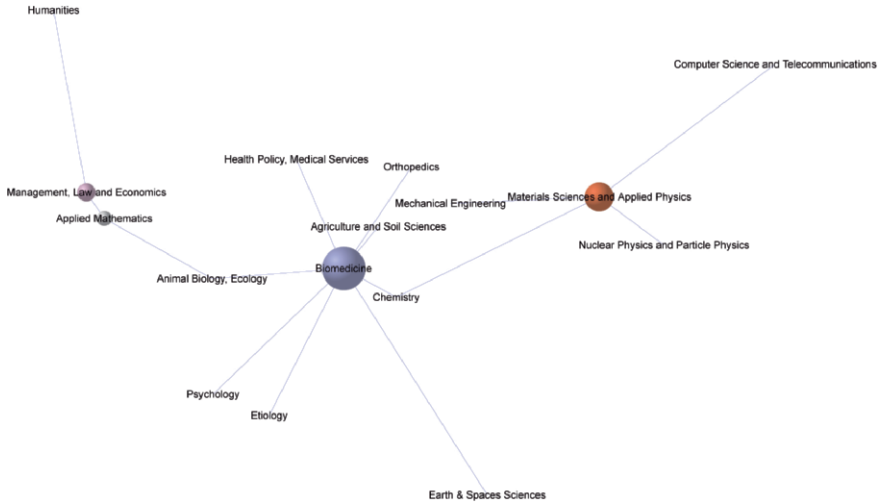 Humanities
Computer Science and Telecommunications
Health Policy, Medical Services
Orthopedics
Management, Law and Economics
Mechanical Engineering
Materials Sciences and Applied Physics
Applied Mathematics
Agriculture and Soil Sciences
Nuclear Physics and Particle Physics
Biomedicine
Animal Biology, Ecology
Chemistry
Psychology
Etiology
Earth & Spaces Sciences